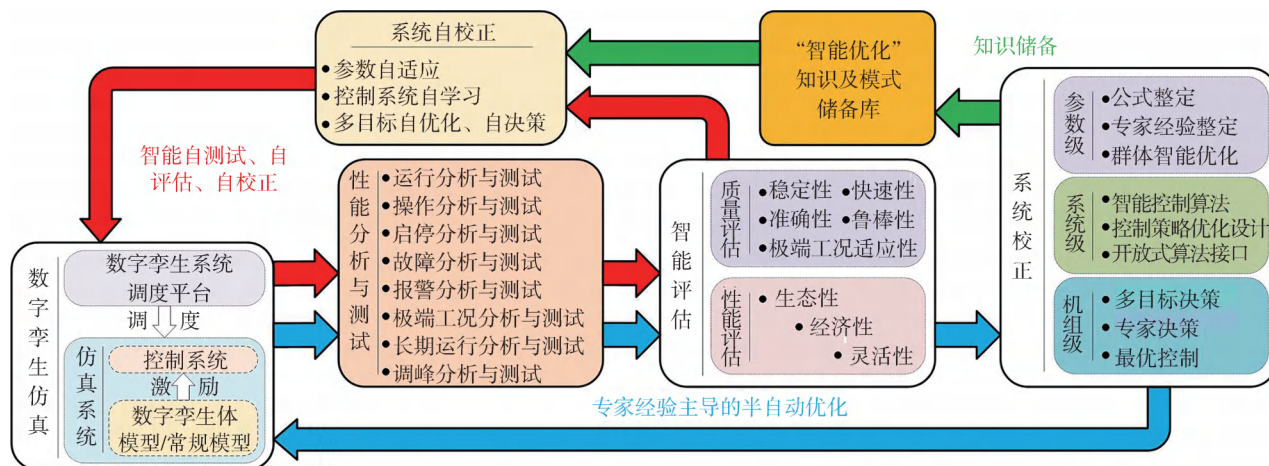 系统自校正
•参数自适应
•控制系统自学习
•多目标自优化、自决策
“智能优化”
知识及模式
储备库
知识储备
智能自测试、自
评估、自校正
数字孪生仿真
数字孪生系统
调度平台
调度
仿真系统
控制系统
激励
数字孪生体
模型/常规模型
性能分析与测试
•运行分析与测试
•操作分析与测试
•启停分析与测试
•故障分析与测试
•报警分析与测试
•极端工况分析与测试
•长期运行分析与测试
•调峰分析与测试
智能评估
质量评估
•稳定性 •快速性
•准确性 •鲁棒性
•极端工况适应性
性能评估
•生态性
•经济性
•灵活性
系统校正
参数级
•公式整定
•专家经验整定
•群体智能优化
系统级
•智能控制算法
•控制策略优化设计
•开放式算法接口
机组级
•多目标决策
•专家决策
•最优控制
专家经验主导的半自动优化